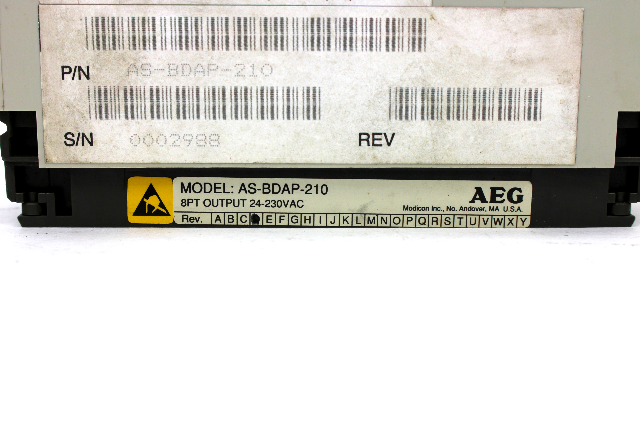 P/N AS-BDAP-210
S/N 0002988 REV
MODEL: AS-BDAP-210
8PT OUTPUT 24-230VAC
AEG
Modicon Inc., No. Andover, MA U.S.A.
Rev. A B C E F G H I J K L M N O P Q R S T U V W X Y